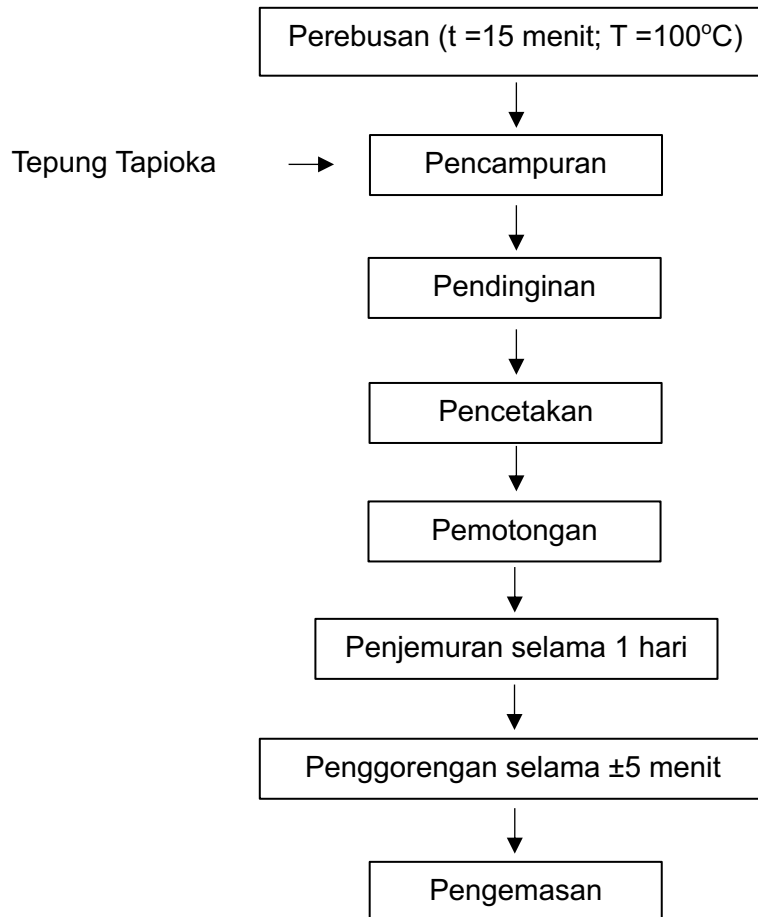 Perebusan (t =15 menit; T =100°C)
Tepung Tapioka
Pencampuran
Pendinginan
Pencetakan
Pemotongan
Penjemuran selama 1 hari
Penggorengan selama ±5 menit
Pengemasan